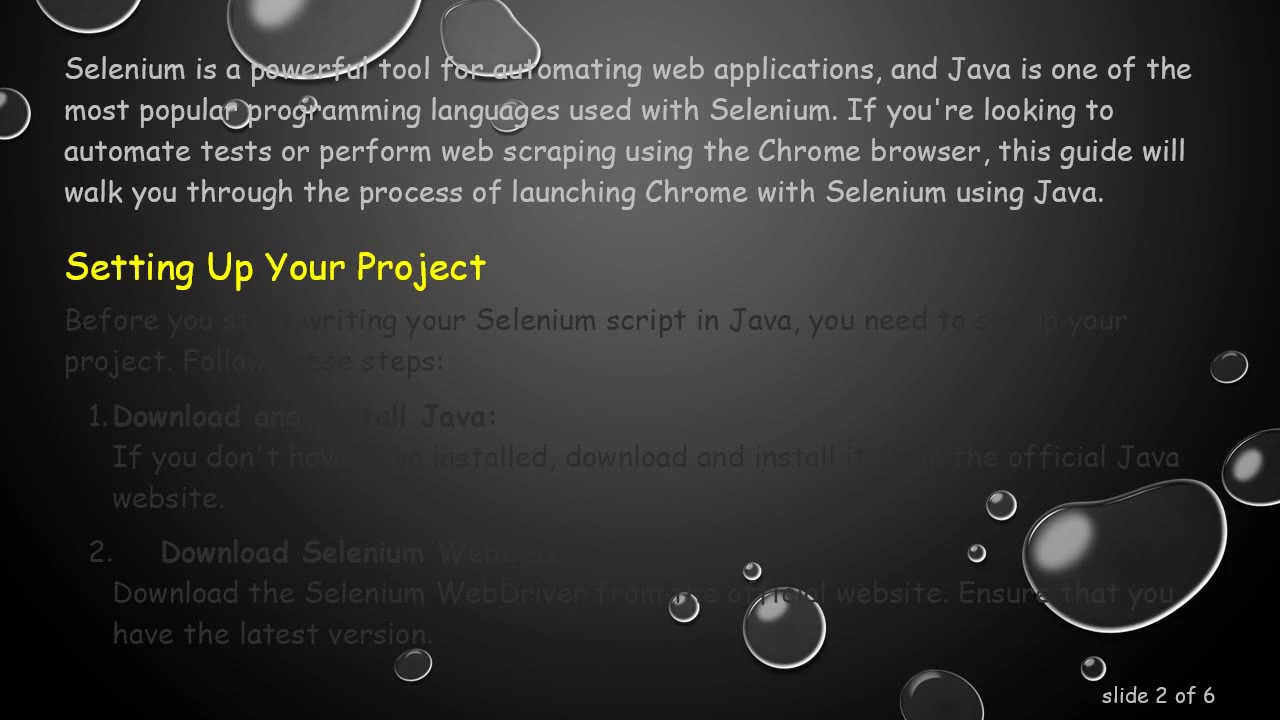 Selenium is a powerful tool for automating web applications, and Java is one of the
most popular programming languages used with Selenium. If you're looking to
automate tests or perform web scraping using the Chrome browser, this guide will
walk you through the process of launching Chrome with Selenium using Java.
Setting Up Your Project
Before you start writing your Selenium script in Java, you need to set up your
project. Follow these steps:
1. Download and Install Java:
If you don't have Java installed, download and install it from the official Java
website.
2. Download Selenium WebDriver
Download the Selenium WebDriver from the official website. Ensure that you
have the latest version.
slide 2 of 6